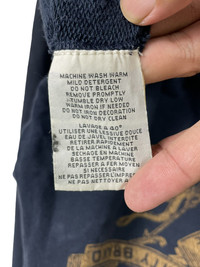 MACHINE WASH WARM
MILD DETERGENT
DO NOT BLEACH
REMOVE PROMPTLY
TUMBLE DRY LOW
WARM IRON IF NEEDED
DO NOT IRON DECORATION
DO NOT DRY CLEAN
LAVAGE A 40°
UTILISER UNE LESSIVE DOUCE
EAU DE JAVEL INTERDITE
RETIRER RAPIDEMENT
DE LA MACHINE A LAVER
SECHAGE EN MACHINE
BASSE TEMPERATURE
REPASSER A FER MOYEN
SI NECESSAIRE
NE PAS REPASSER L'IMPRESSION
NE PAS NETTOYER A